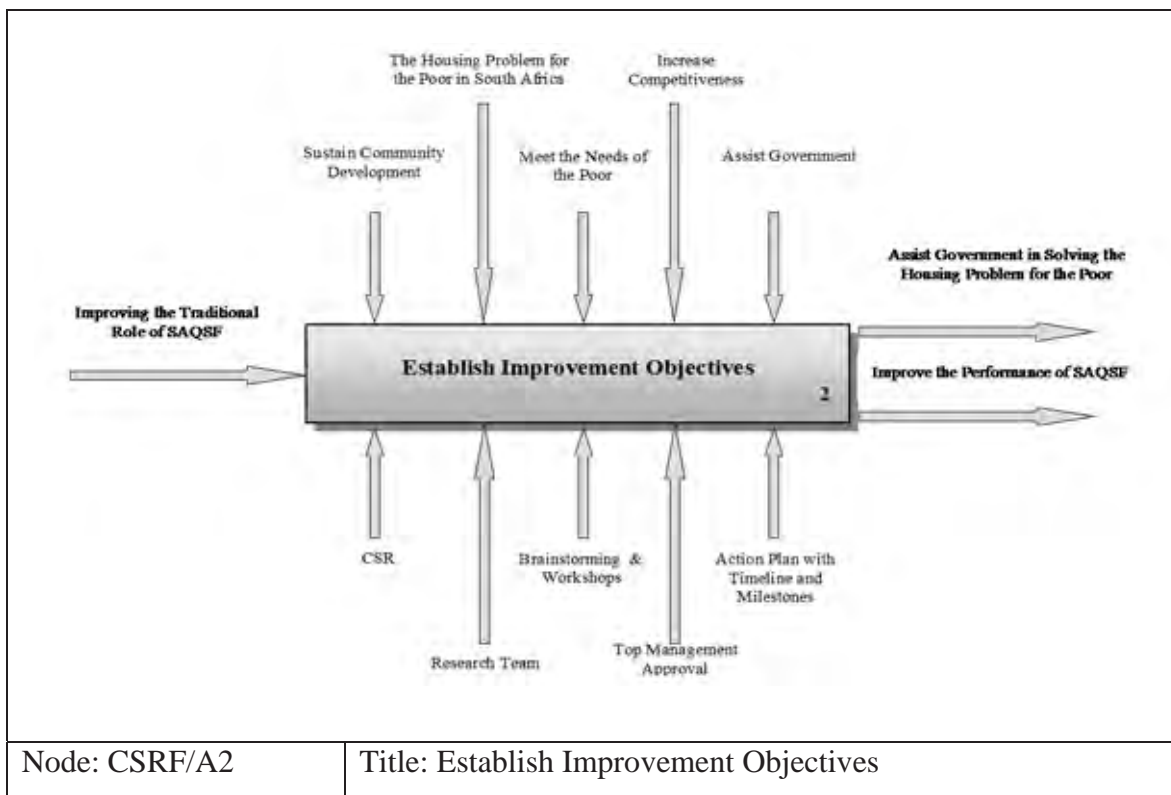 The Housing Problem for
the Poor in South Africa
Increase
Competitiveness
Sustain Community
Development
Meet the Needs of
the Poor
Assist Government
Assist Government in Solving the
Housing Problem for the Poor
Improving the Traditional
Role of SAQSF
Establish Improvement Objectives
2
Improve the Performance of SAQSF
CSR
Brainstorming &
Workshops
Action Plan with
Timeline and
Milestones
Research Team
Top Management
Approval
Node: CSRF/A2
Title: Establish Improvement Objectives